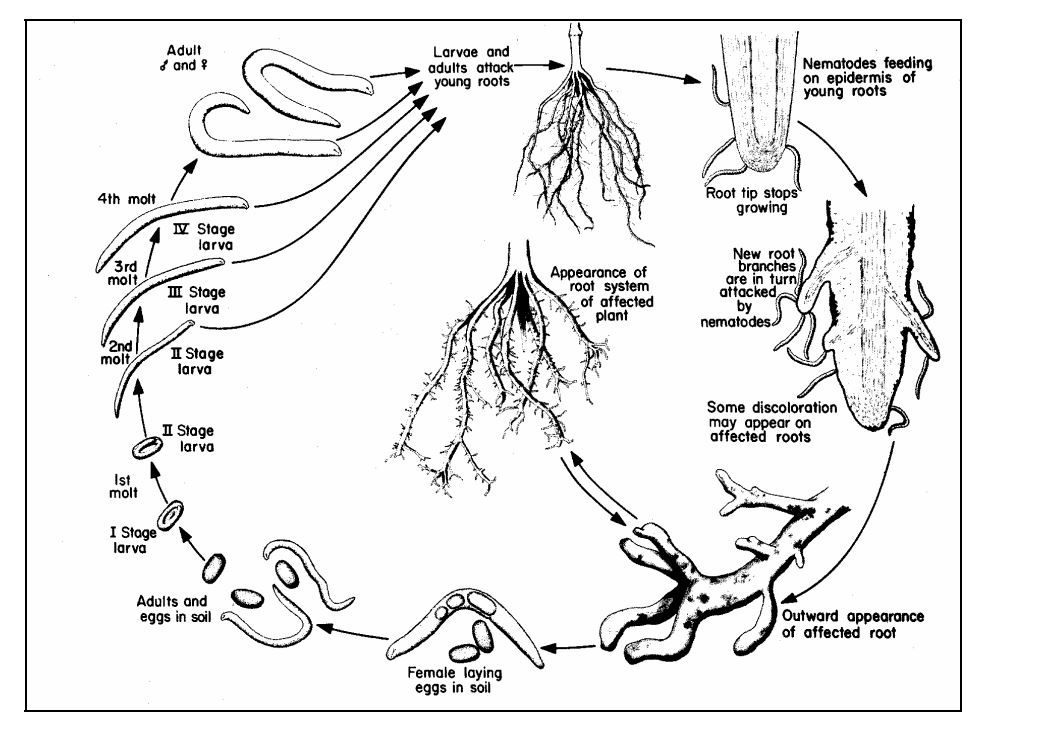 Adult
♂ and ♀
Larvae and
adults attack
young roots
Nematodes feeding
on epidermis of
young roots
Root tip stops
growing
4th molt
IV Stage
larva
3rd
molt
III Stage
larva
2nd
molt
II Stage
larva
II Stage
larva
1st
molt
I Stage
larva
Adults and
eggs in soil
Female laying
eggs in soil
Appearance of
root system
of affected
plant
New root
branches
are in turn
attacked
by
nematodes
Some discoloration
may appear on
affected roots
Outward appearance
of affected root